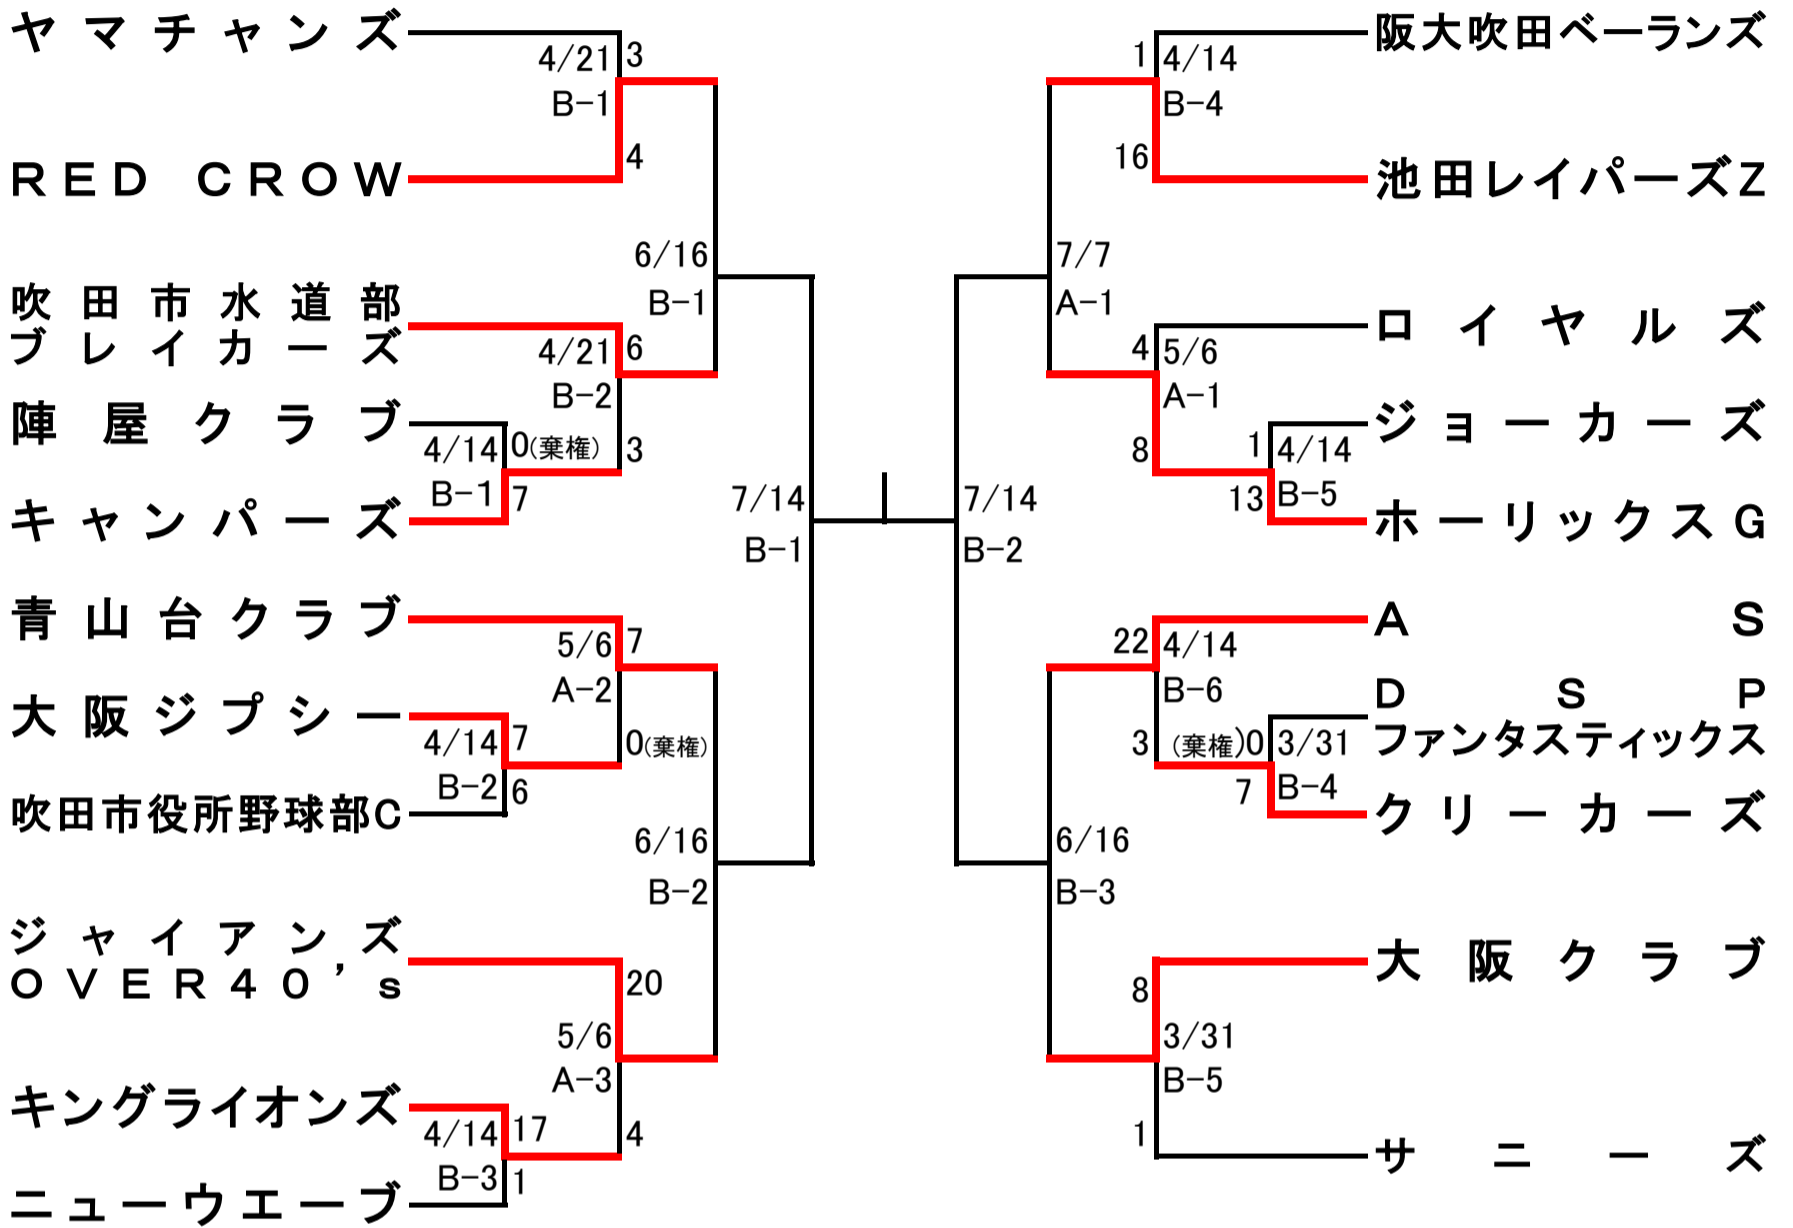 ヤマチャンズ
4/21
3
B-1
RED CROW
4
6/16
B-1
吹田市水道部
ブレイカーズ
4/21
6
B-2
陣屋クラブ
4/14
0(棄権)
3
B-1
7
キャンパーズ
7/14
B-1
青山台クラブ
5/6
7
A-2
大阪ジプシー
4/14
7
0(棄権)
B-2
6
吹田市役所野球部C
6/16
B-2
ジャイアンズ
OVER40's
20
5/6
A-3
キングライオンズ
4/14
17
4
B-3
1
ニューウエーブ
1
4/14
阪大吹田ベーランズ
B-4
16
池田レイパーズZ
7/7
A-1
ロイヤルズ
4
5/6
A-1
ジョーカーズ
8
1
4/14
13
B-5
ホーリックスG
7/14
B-2
AS
22
4/14
B-6
DSP
ファンタスティックス
3
(棄権)0
3/31
7
B-4
クリーカーズ
6/16
B-3
大阪クラブ
8
3/31
B-5
1
サニーズ